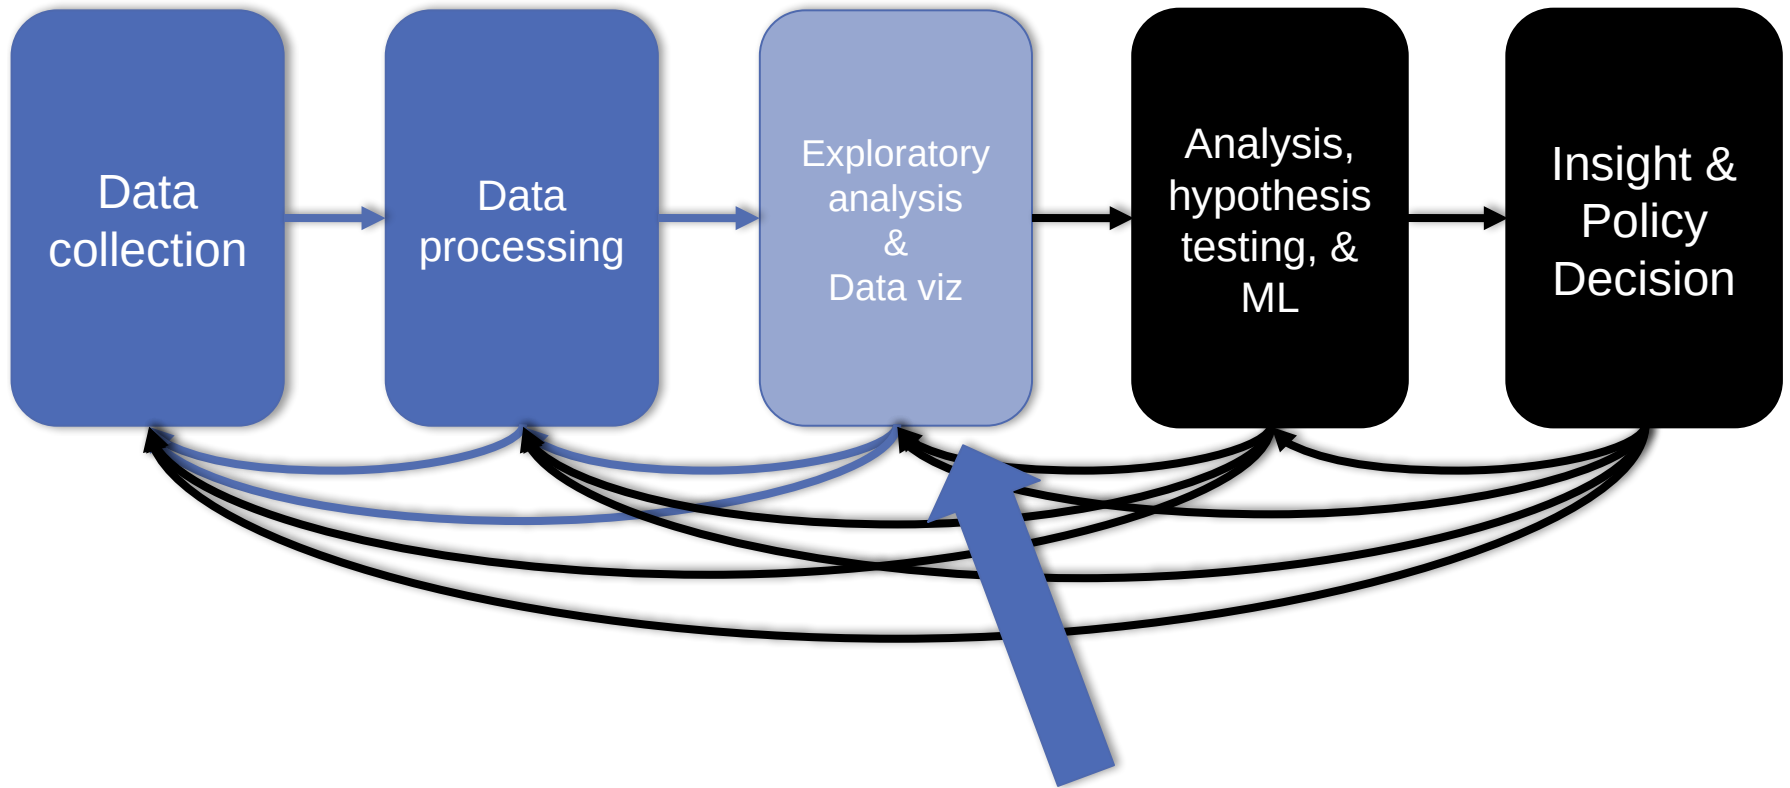 Data
collection
Data
processing
Exploratory
analysis
&
Data viz
Analysis,
hypothesis
testing, &
ML
Insight &
Policy
Decision